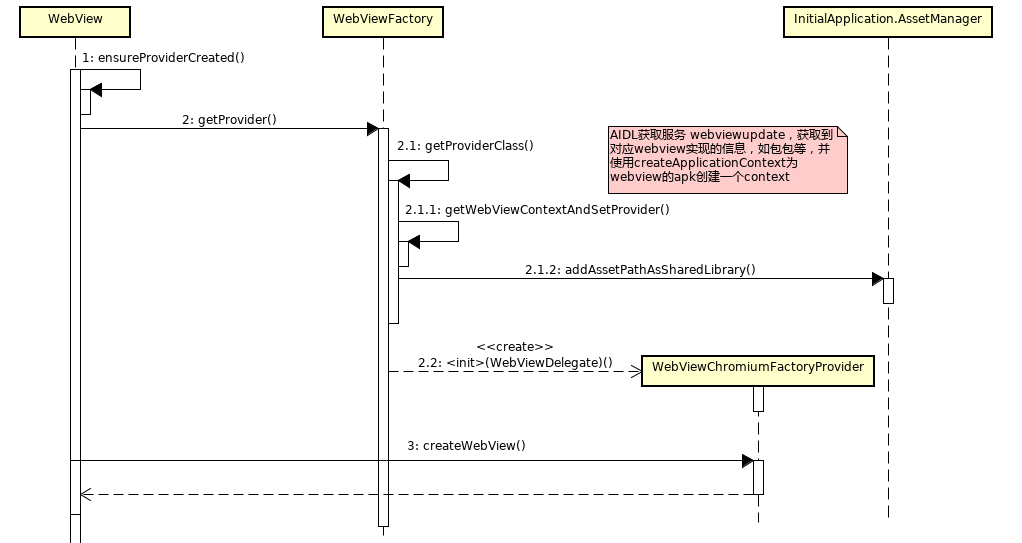 WebView
WebViewFactory
InitialApplication.AssetManager
1: ensureProviderCreated()
2: getProvider()
2.1: getProviderClass()
AIDL获取服务 webviewupdate，获取到
对应webview实现的信息，如包包等，并
使用createApplicationContext为
webview的apk创建一个context
2.1.1: getWebViewContextAndSetProvider()
2.1.2: addAssetPathAsSharedLibrary()
<<create>>
2.2: <init>(WebViewDelegate)()
WebViewChromiumFactoryProvider
3: createWebView()